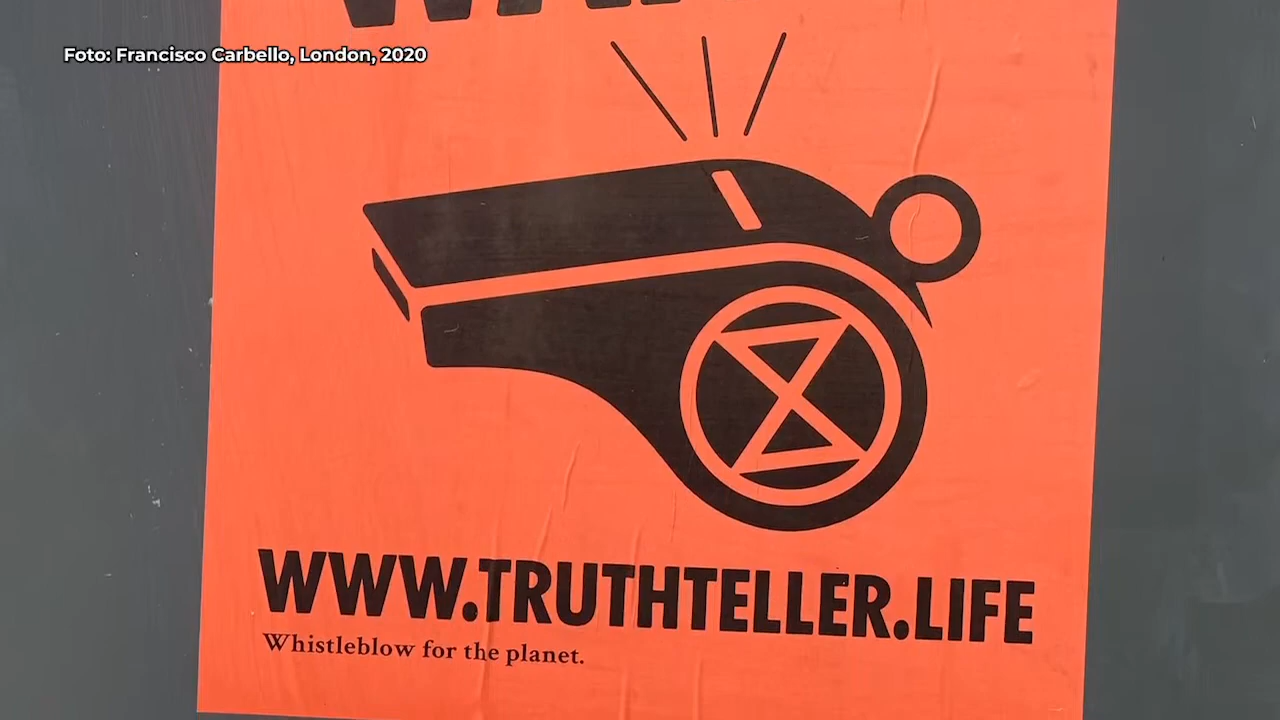 Foto: Francisco Carbello, London, 2020
WWW.TRUTHTELLER.LIFE
Whistleblow for the planet.